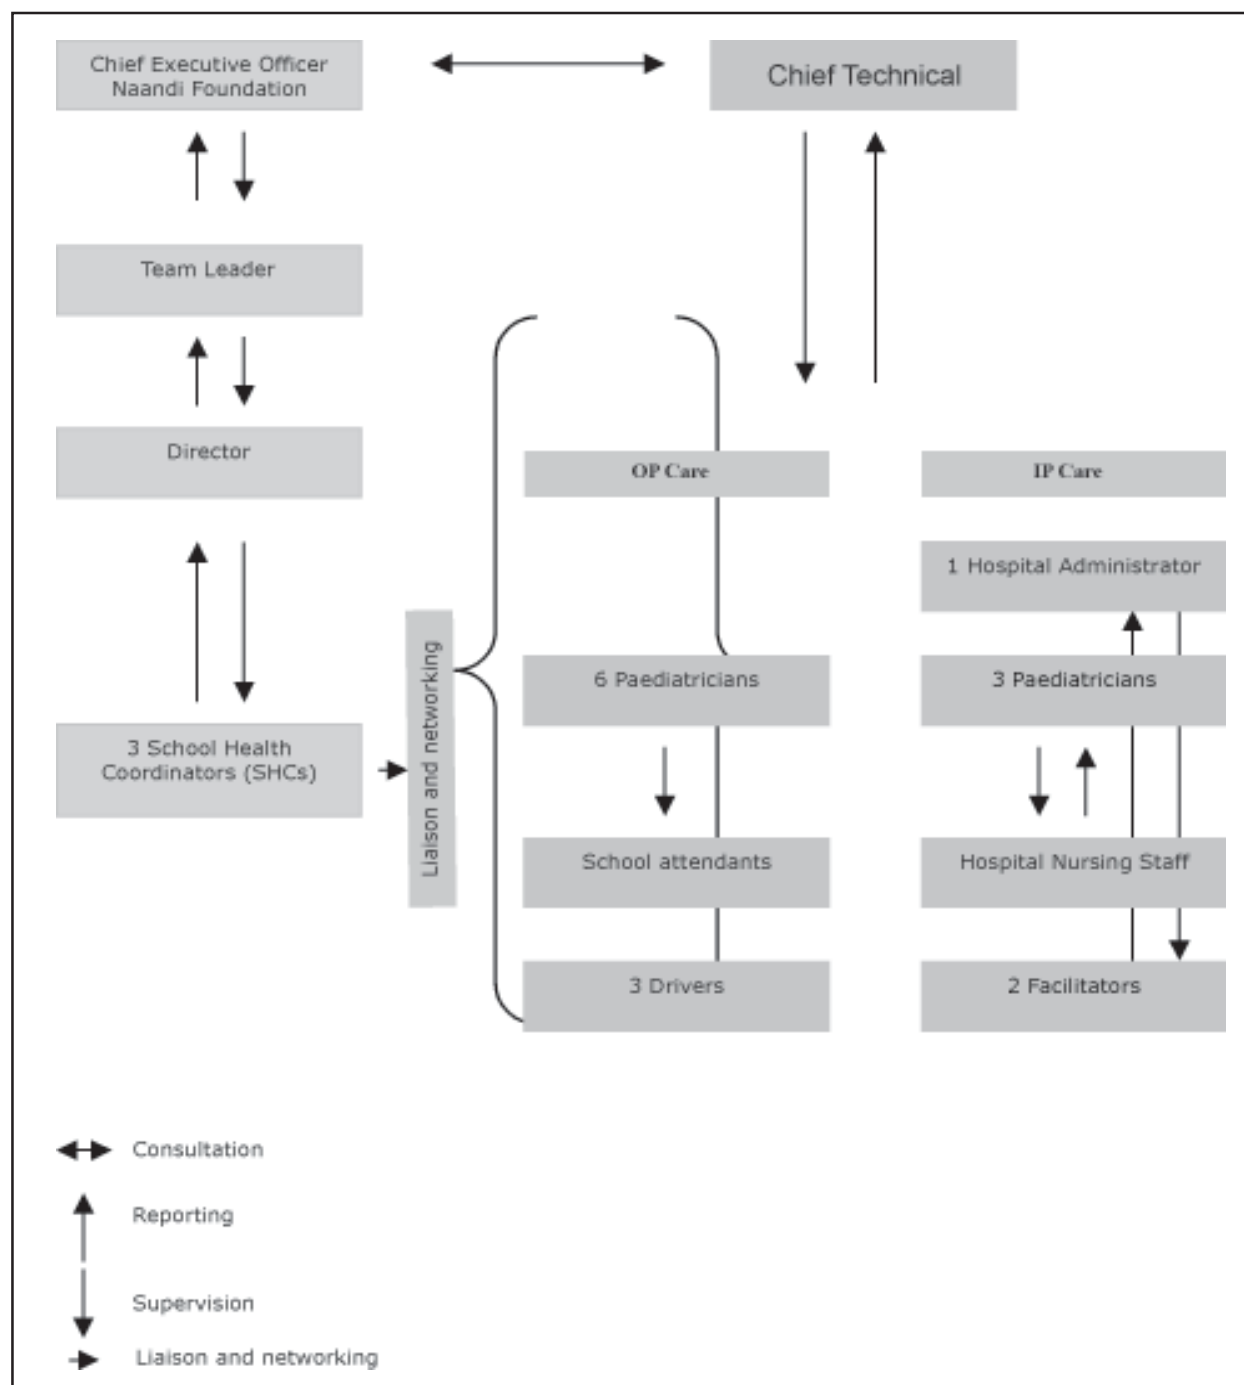 Chief Executive Officer
Naandi Foundation
Chief Technical
Team Leader
Director
OP Care
IP Care
1 Hospital Administrator
Liaison and networking
6 Paediatricians
3 Paediatricians
3 School Health
Coordinators (SHCs)
School attendants
Hospital Nursing Staff
3 Drivers
2 Facilitators
Consultation
Reporting
Supervision
Liaison and networking